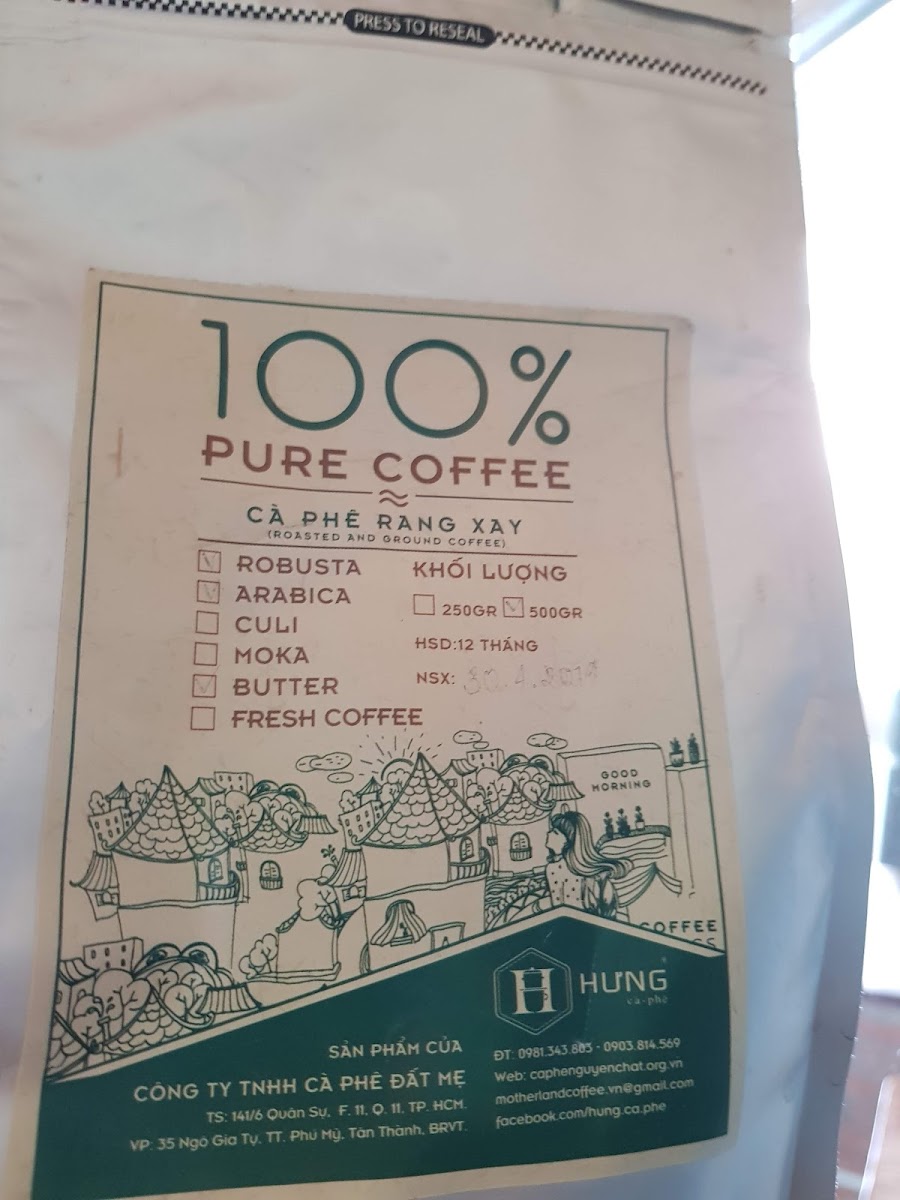 PRESS TO RESEAL
100%
PURE COFFEE
CÀ PHÊ RANG XAY
(ROASTED AND GROUND COFFEE)
ROBUSTA
ARABICA
CULI
MOKA
BUTTER
FRESH COFFEE
KHỐI LƯỢNG
250GR 500GR
HSD:12 THÁNG
NSX: 30.4.2019
GOOD
MORNING
COFFEE
HƯNG
cà-phê
SẢN PHẨM CỦA
CÔNG TY TNHH CÀ PHÊ ĐẤT MẸ
TS: 141/6 Quân Sự, F. 11, Q. 11, TP. HCM.
VP: 35 Ngô Gia Tự, TT. Phú Mỹ, Tân Thành, BRVT.
ĐT: 0981.343.803 - 0903.814.569
Web: caphenguyenchat.org.vn
motherlandcoffee.vn@gmail.com
facebook.com/hung.ca.phe